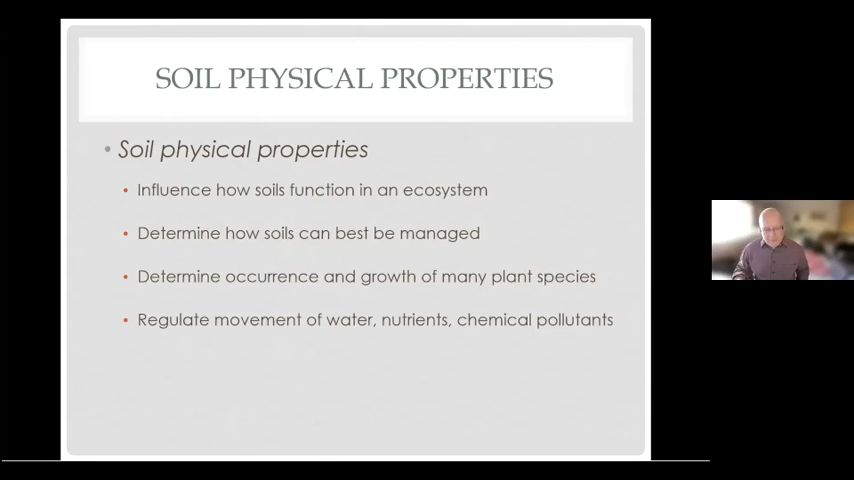 SOIL PHYSICAL PROPERTIES
• Soil physical properties
• Influence how soils function in an ecosystem
• Determine how soils can best be managed
• Determine occurrence and growth of many plant species
• Regulate movement of water, nutrients, chemical pollutants